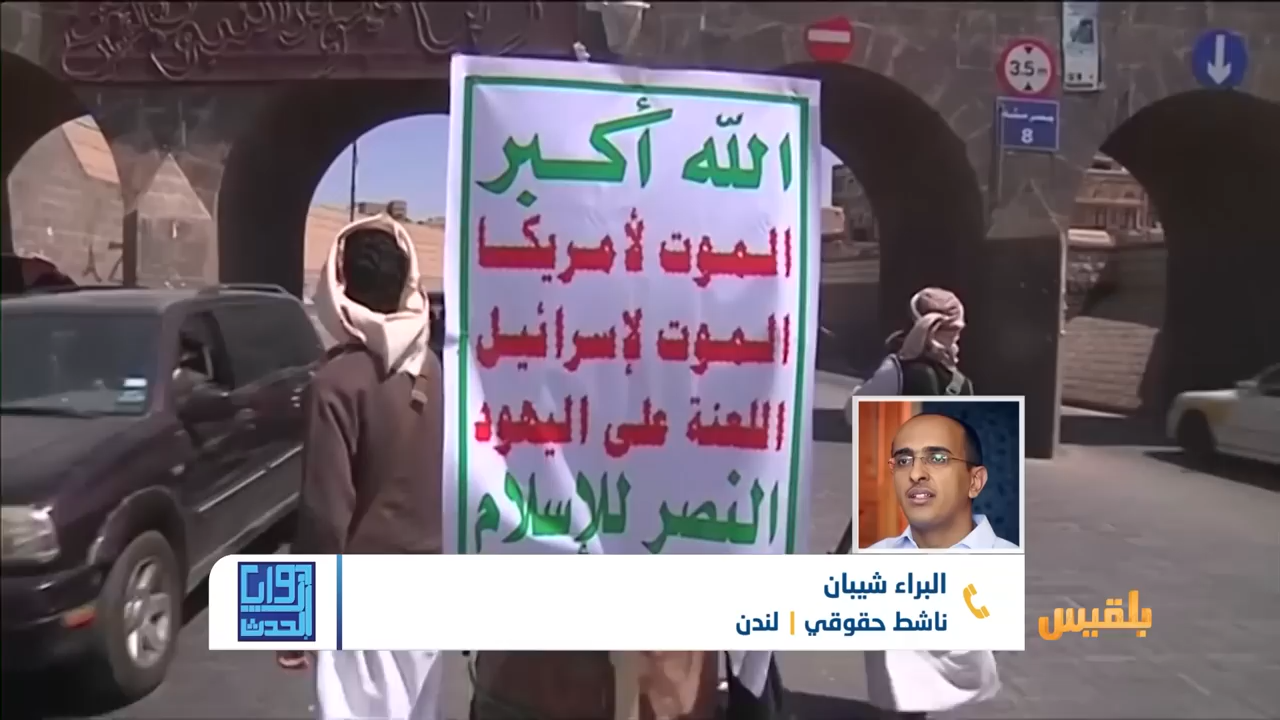 3.5 m
8
الله أكبر
الموت لأمريكا
الموت لإسرائيل
اللعنة على اليهود
النصر للإسلام
البراء شيبان
ناشط حقوقي | لندن
زوايا الحدث
بلقيس